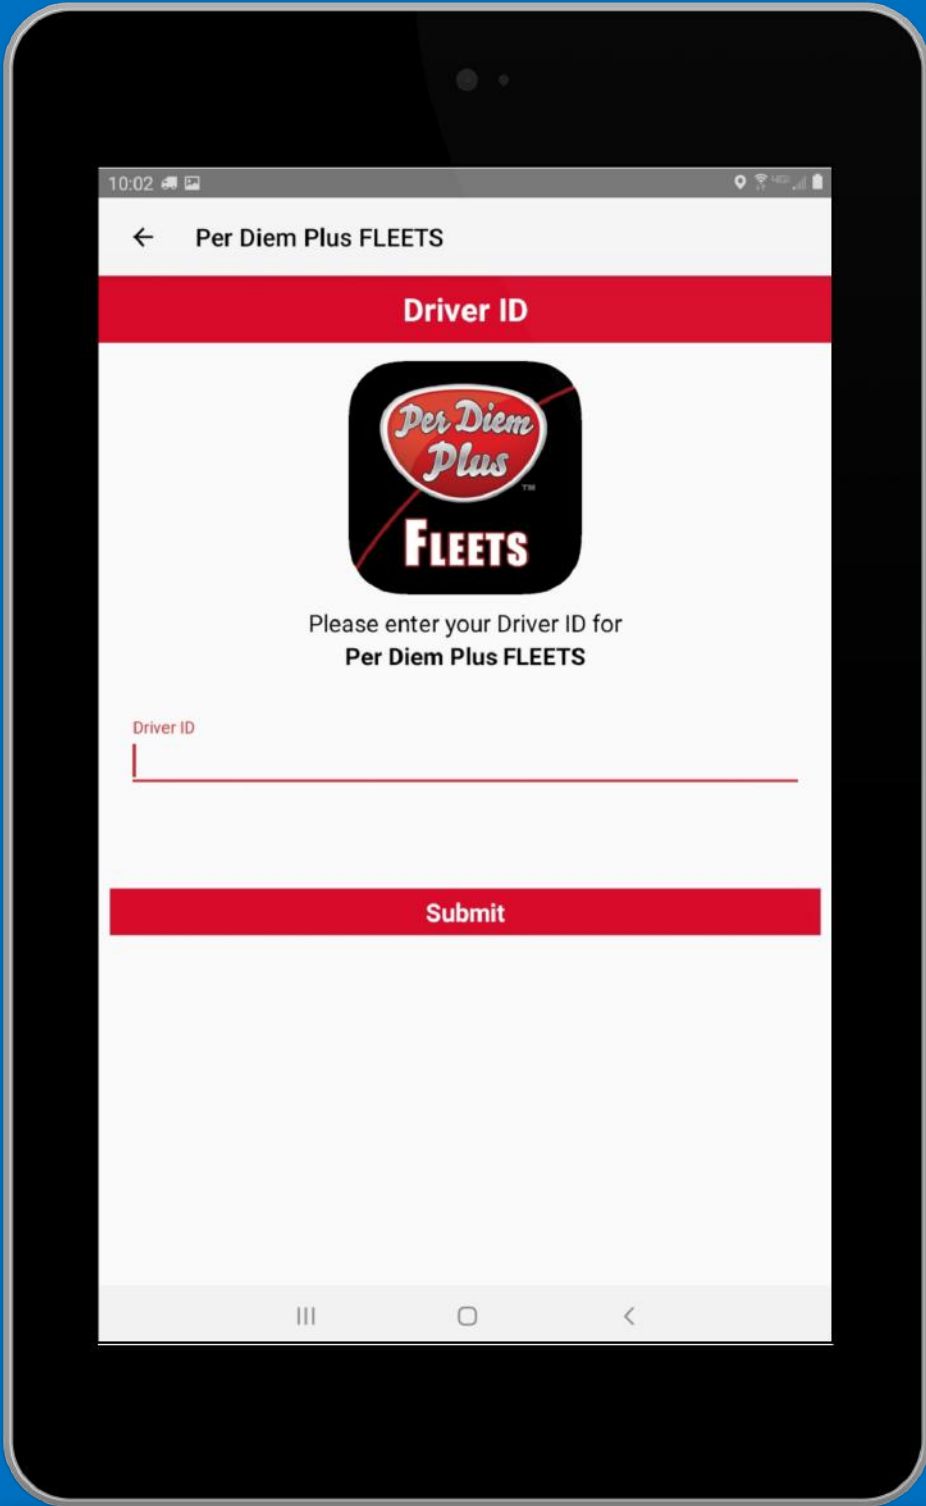 10:02
Per Diem Plus FLEETS
Driver ID
Per Diem
Plus
TM
FLEETS
Please enter your Driver ID for
Per Diem Plus FLEETS
Driver ID
Submit